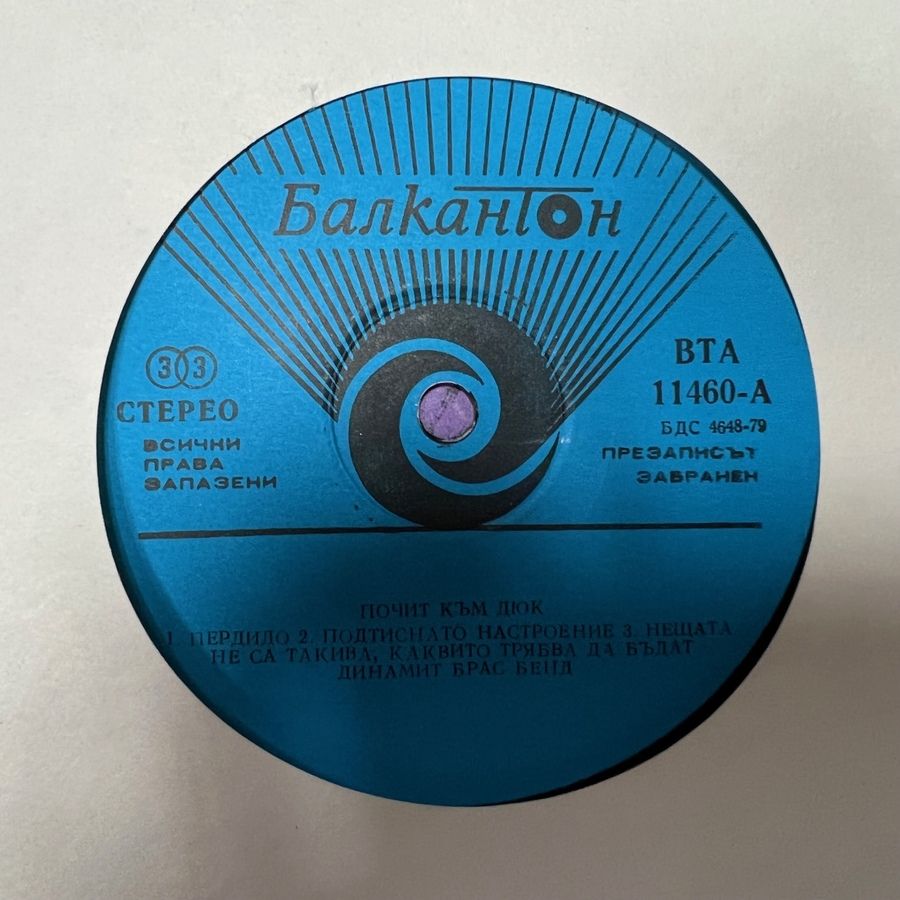 БалканТон
33
СТЕРЕО
ВСИЧКИ
ПРАВА
ЗАПАЗЕНИ
ВТА
11460-А
БДС 4648-79
ПРЕЗАПИСЪТ
ЗАБРАНЕН
ПОЧИТ КЪМ ДЮК
1. ПЕРДИДО 2. ПОДТИСНАТО НАСТРОЕНИЕ 3. НЕЩАТА
НЕ СА ТАКИВА, КАКВИТО ТРЯБВА ДА БЪДАТ
ДИНАМИТ БРАС БЕНД